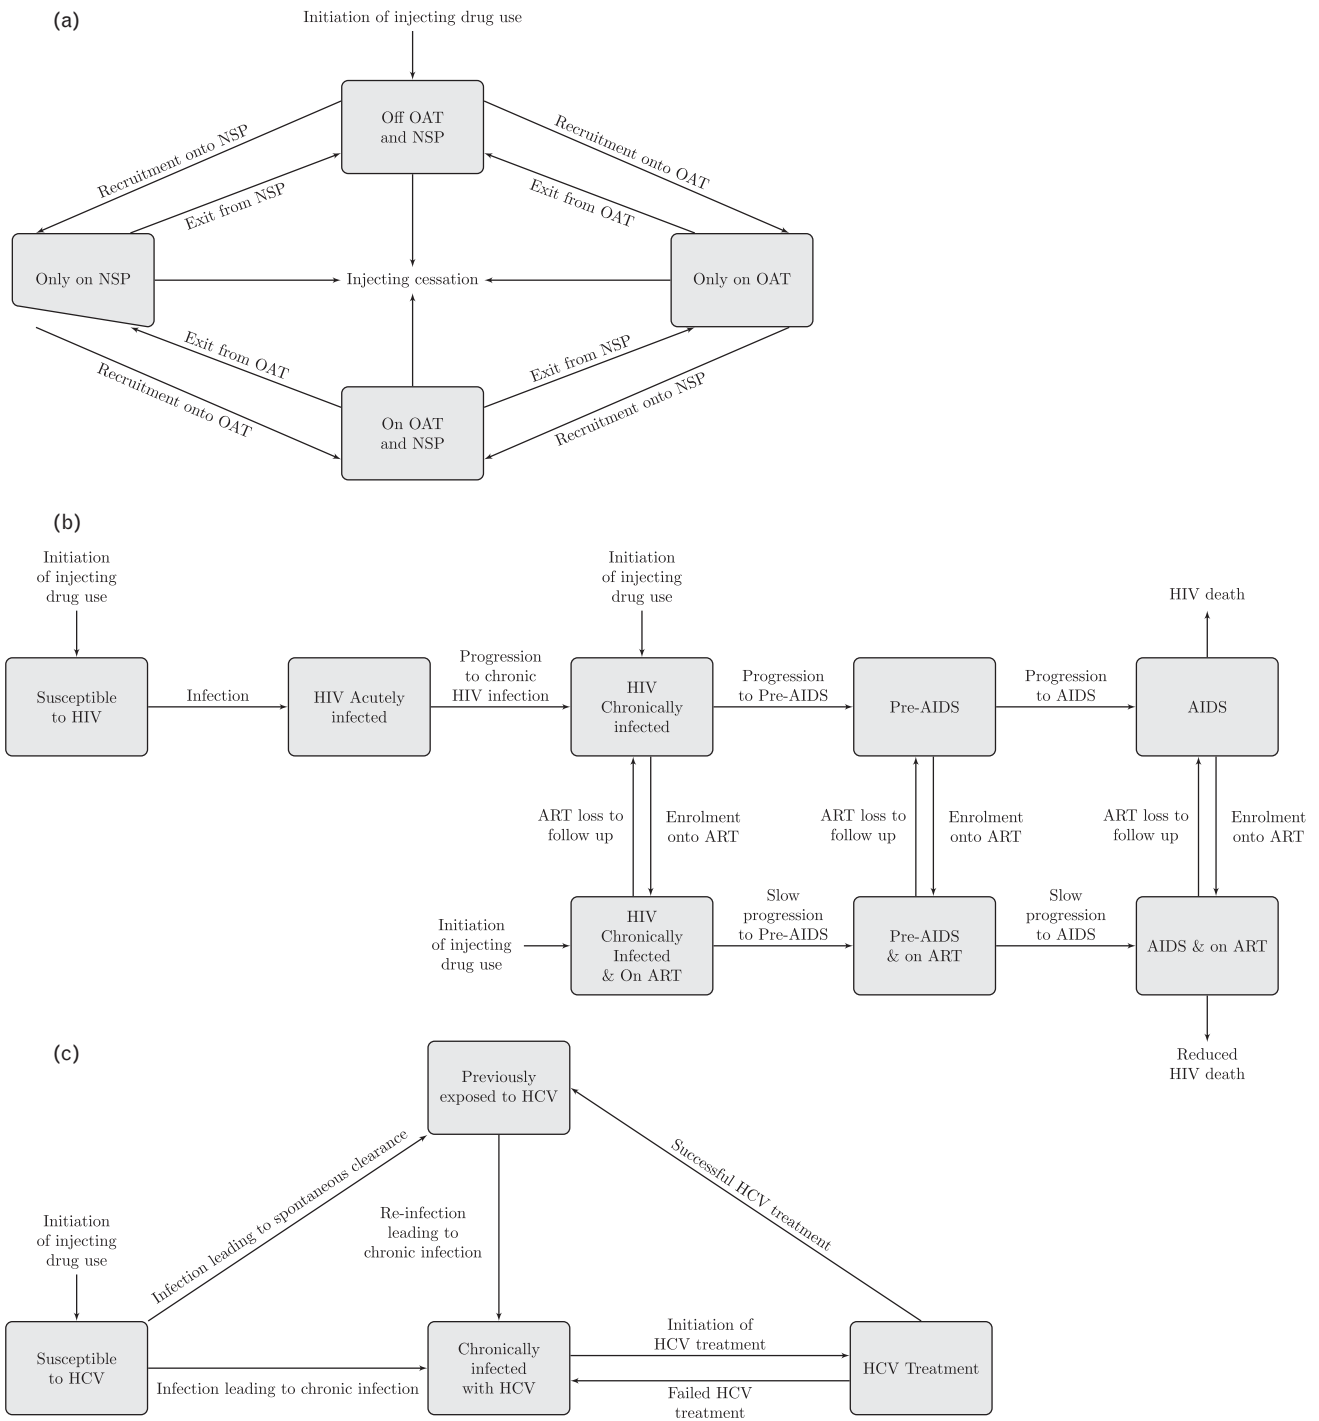 (a)
Initiation of injecting drug use
Off OAT
and NSP
Recruitment onto NSP
Recruitment onto OAT
Exit from NSP
Exit from OAT
Only on NSP
Injecting cessation
Only on OAT
Exit from OAT
Exit from NSP
Recruitment onto OAT
Recruitment onto NSP
On OAT
and NSP
(b)
Initiation
of injecting
drug use
Initiation
of injecting
drug use
HIV death
Susceptible
to HIV
Infection
HIV Acutely
infected
Progression
to chronic
HIV infection
HIV
Chronically
infected
Progression
to Pre-AIDS
Pre-AIDS
Progression
to AIDS
AIDS
ART loss to
follow up
Enrolment
onto ART
ART loss to
follow up
Enrolment
onto ART
ART loss to
follow up
Enrolment
onto ART
Initiation
of injecting
drug use
HIV
Chronically
Infected
& On ART
Slow
progression
to Pre-AIDS
Pre-AIDS
& on ART
Slow
progression
to AIDS
AIDS & on ART
Reduced
HIV death
(c)
Previously
exposed to HCV
Infection leading to spontaneous clearance
Re-infection
leading to
chronic infection
Successful HCV treatment
Initiation
of injecting
drug use
Susceptible
to HCV
Infection leading to chronic infection
Chronically
infected
with HCV
Initiation of
HCV treatment
Failed HCV
treatment
HCV Treatment